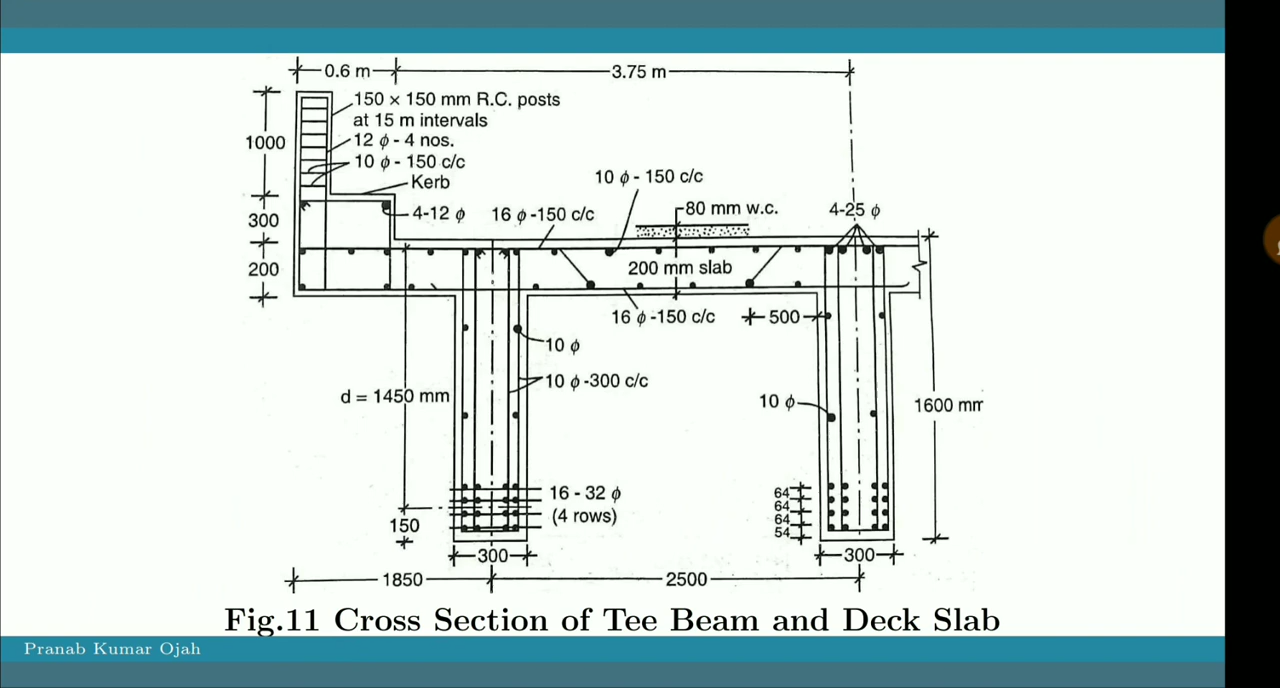 0.6 m
3.75 m
150 × 150 mm R.C. posts
at 15 m intervals
12 ϕ - 4 nos.
10 ϕ - 150 c/c
Kerb
1000
300
200
4-12 ϕ
16 ϕ -150 c/c
10 ϕ - 150 c/c
80 mm w.c.
4-25 ϕ
200 mm slab
16 ϕ -150 c/c
500
10 ϕ
10 ϕ -300 c/c
d = 1450 mm
10 ϕ
1600 mm
16 - 32 ϕ
(4 rows)
64
64
64
54
150
300
300
1850
2500
Fig.11 Cross Section of Tee Beam and Deck Slab
Pranab Kumar Ojah